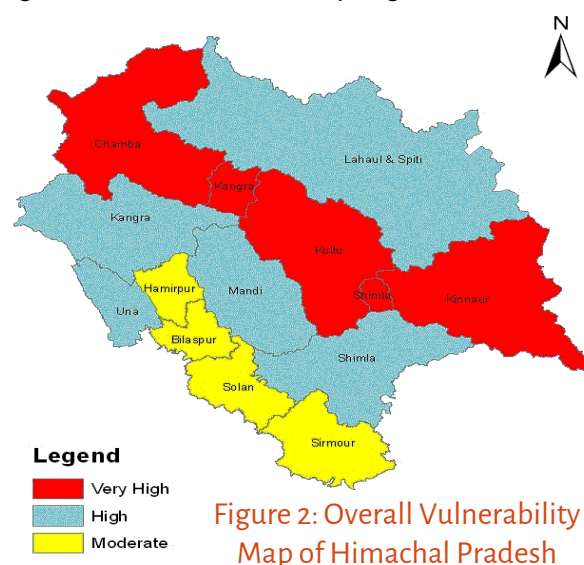 N
Chamba
Lahaul & Spiti
Kangra
Kangra
Kullu
Hamirpur
Mandi
Shimla
Kinnaur
Una
Bilaspur
Shimla
Solan
Sirmour
Legend
Very High
High
Moderate
Figure 2: Overall Vulnerability
Map of Himachal Pradesh